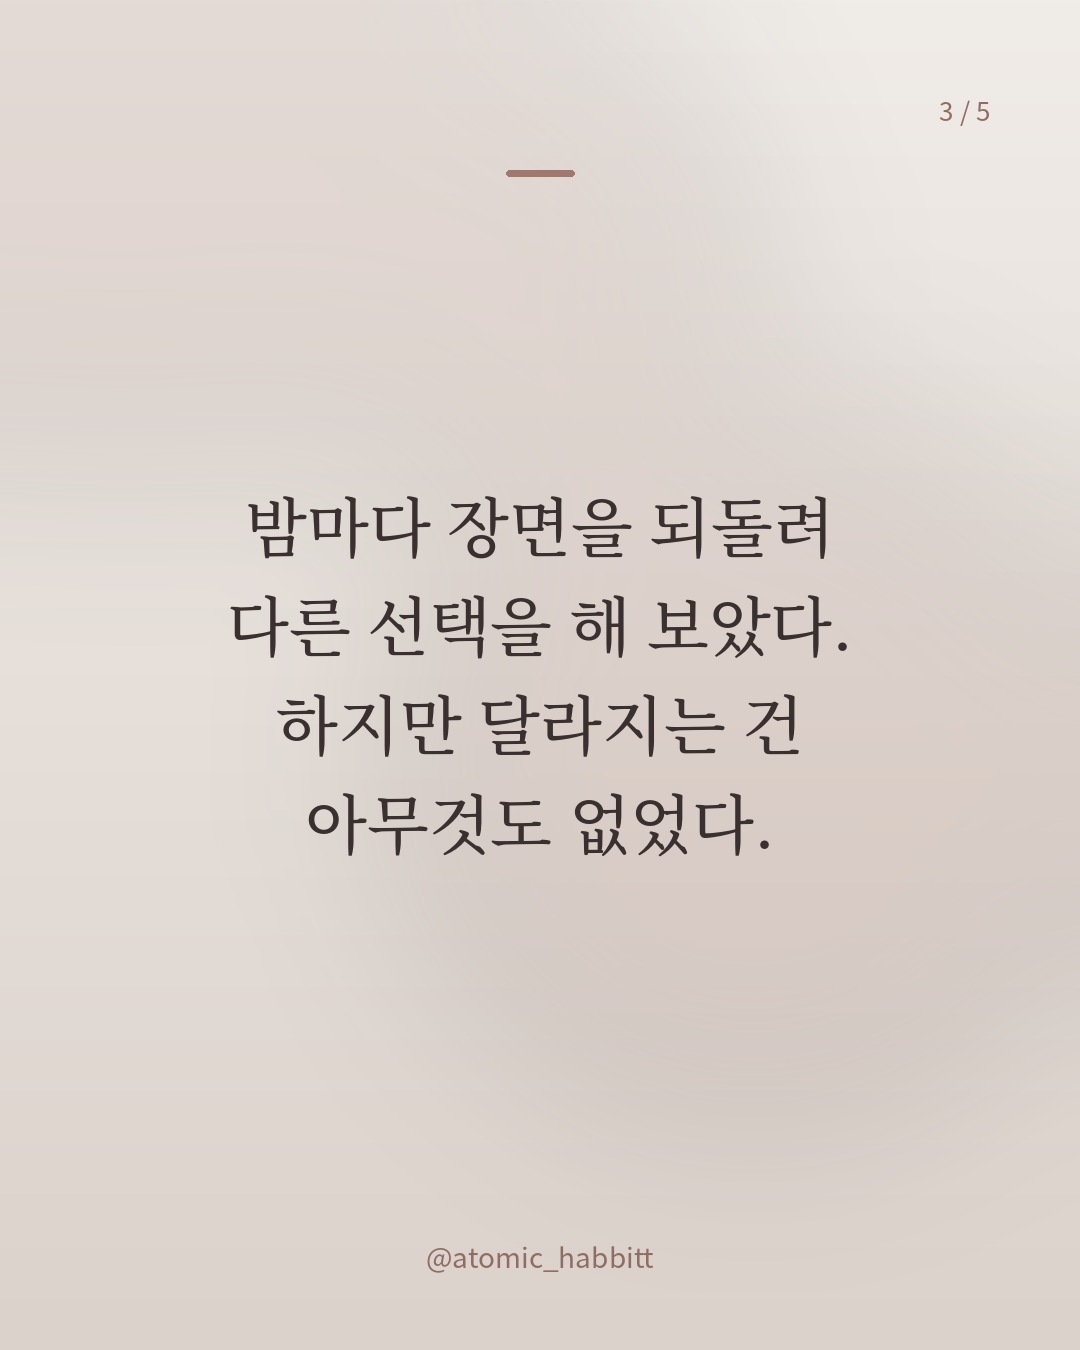 3 / 5
밤마다 장면을 되돌려
다른 선택을 해 보았다.
하지만 달라지는 건
아무것도 없었다.
@atomic_habbitt